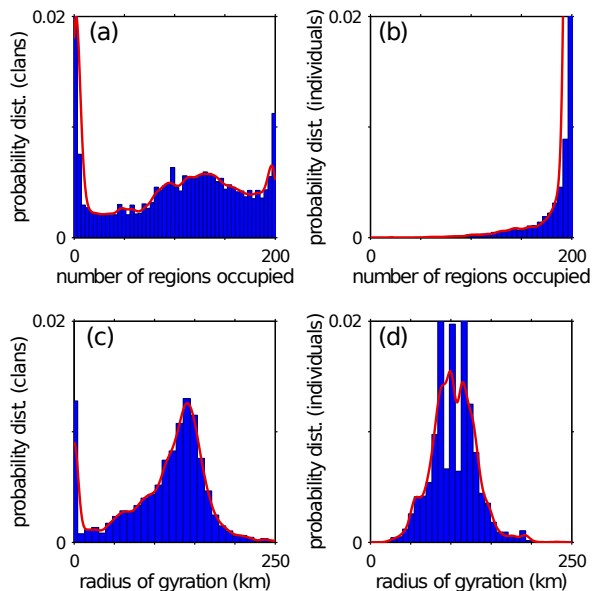 0.02
(a)
probability dist. (clans)
0
0
200
number of regions occupied
0.02
(b)
probability dist. (individuals)
0
0
200
number of regions occupied
0.02
(c)
probability dist. (clans)
0
0
250
radius of gyration (km)
0.02
(d)
probability dist. (individuals)
0
0
250
radius of gyration (km)